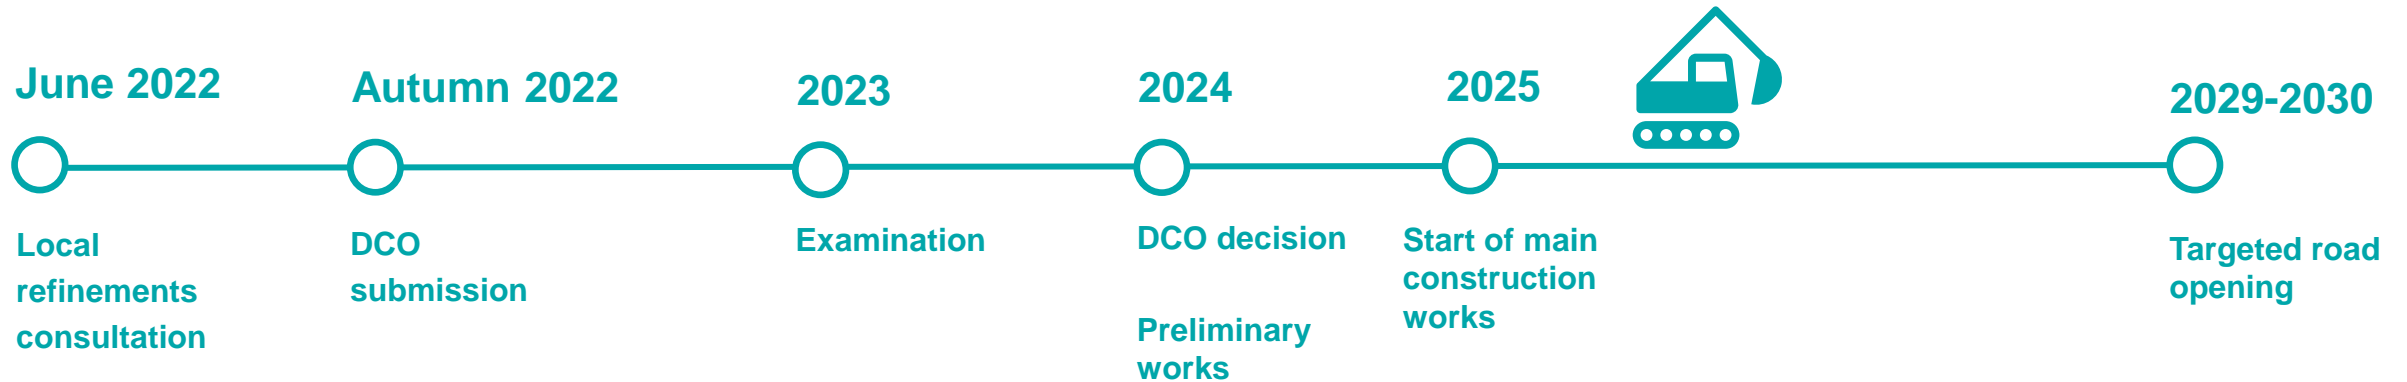 June 2022
Local
refinements
consultation
Autumn 2022
DCO
submission
2023
Examination
2024
DCO decision
Preliminary
works
2025
Start of main
construction
works
2029-2030
Targeted road
opening